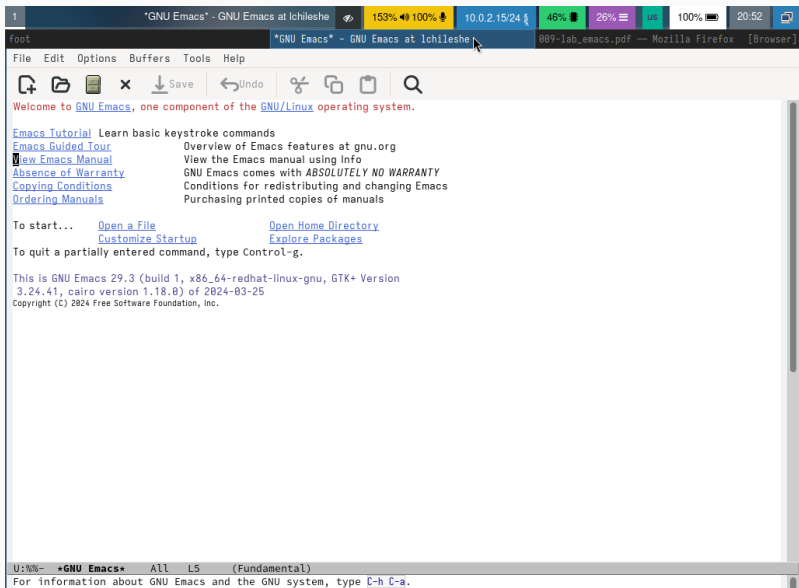 1 *GNU Emacs* - GNU Emacs at lchileshe 153% 100% 10.0.2.15/24 46% 26% us 100% 20:52
foot *GNU Emacs* - GNU Emacs at lchileshe 009-lab_emacs.pdf — Mozilla Firefox [Browser]
File Edit Options Buffers Tools Help
Save Undo
Welcome to GNU Emacs, one component of the GNU/Linux operating system.
Emacs Tutorial Learn basic keystroke commands
Emacs Guided Tour Overview of Emacs features at gnu.org
View Emacs Manual View the Emacs manual using Info
Absence of Warranty GNU Emacs comes with ABSOLUTELY NO WARRANTY
Copying Conditions Conditions for redistributing and changing Emacs
Ordering Manuals Purchasing printed copies of manuals
To start... Open a File Open Home Directory
Customize Startup Explore Packages
To quit a partially entered command, type Control-g.
This is GNU Emacs 29.3 (build 1, x86_64-redhat-linux-gnu, GTK+ Version
3.24.41, cairo version 1.18.0) of 2024-03-25
Copyright (C) 2024 Free Software Foundation, Inc.
U:%%- *GNU Emacs* All L5 (Fundamental)
For information about GNU Emacs and the GNU system, type C-h C-a.